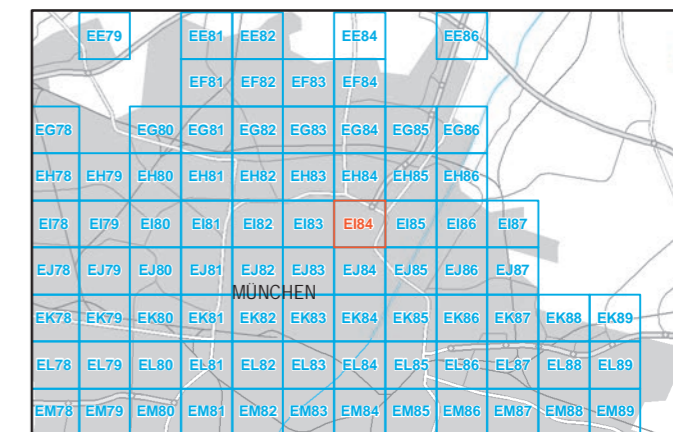 EE79 EE81 EE82 EE84 EE86
EF81 EF82 EF83 EF84
EG78 EG80 EG81 EG82 EG83 EG84 EG85 EG86
EH78 EH79 EH80 EH81 EH82 EH83 EH84 EH85 EH86
EI78 EI79 EI80 EI81 EI82 EI83 EI84 EI85 EI86 EI87
EJ78 EJ79 EJ80 EJ81 EJ82 EJ83 EJ84 EJ85 EJ86 EJ87
MÜNCHEN
EK78 EK79 EK80 EK81 EK82 EK83 EK84 EK85 EK86 EK87 EK88 EK89
EL78 EL79 EL80 EL81 EL82 EL83 EL84 EL85 EL86 EL87 EL88 EL89
EM78 EM79 EM80 EM81 EM82 EM83 EM84 EM85 EM86 EM87 EM88 EM89